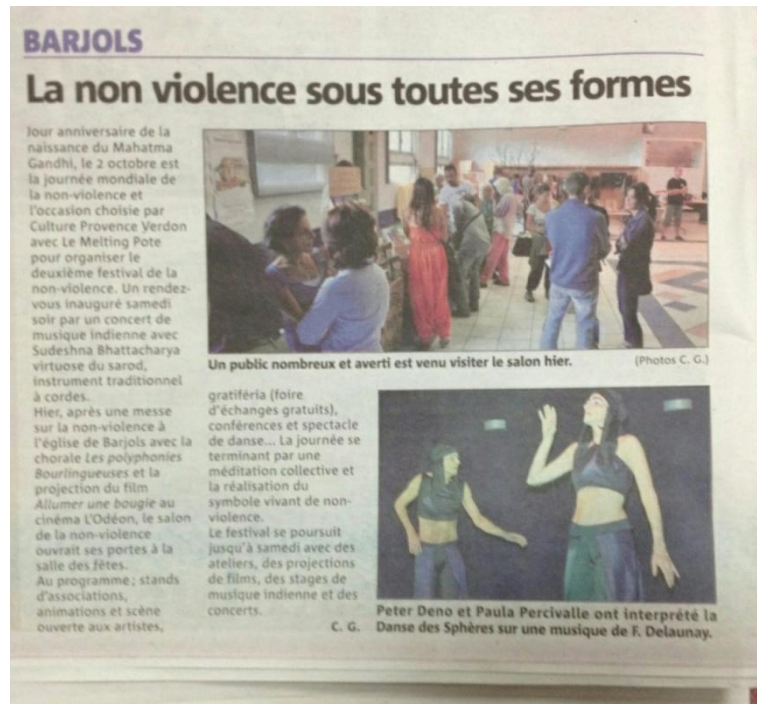 BARJOLS
La non violence sous toutes ses formes
Jour anniversaire de la
naissance du Mahatma
Gandhi, le 2 octobre est
la journée mondiale de
la non-violence et
l'occasion choisie par
Culture Provence Verdon
avec Le Melting Pote
pour organiser le
deuxième festival de la
non-violence. Un rendez-
vous inauguré samedi
soir par un concert de
musique indienne avec
Sudeshna Bhattacharya
virtuose du sarod,
instrument traditionnel
à cordes.
Hier, après une messe
sur la non-violence à
l'église de Barjols avec la
chorale Les polyphonies
Bourlingueuses et la
projection du film
Allumer une bougie au
cinéma L'Odéon, le salon
de la non-violence
ouvrait ses portes à la
salle des fêtes.
Au programme : stands
d'associations,
animations et scène
ouverte aux artistes,
Un public nombreux et averti est venu visiter le salon hier.
(Photos C. G.)
gratiféria (foire
d'échanges gratuits),
conférences et spectacle
de danse... La journée se
terminant par une
méditation collective et
la réalisation du
symbole vivant de non-
violence.
Le festival se poursuit
jusqu'à samedi avec des
ateliers, des projections
de films, des stages de
musique indienne et des
concerts.
C. G.
Peter Deno et Paula Percivalle ont interprété la
Danse des Sphères sur une musique de F. Delaunay.